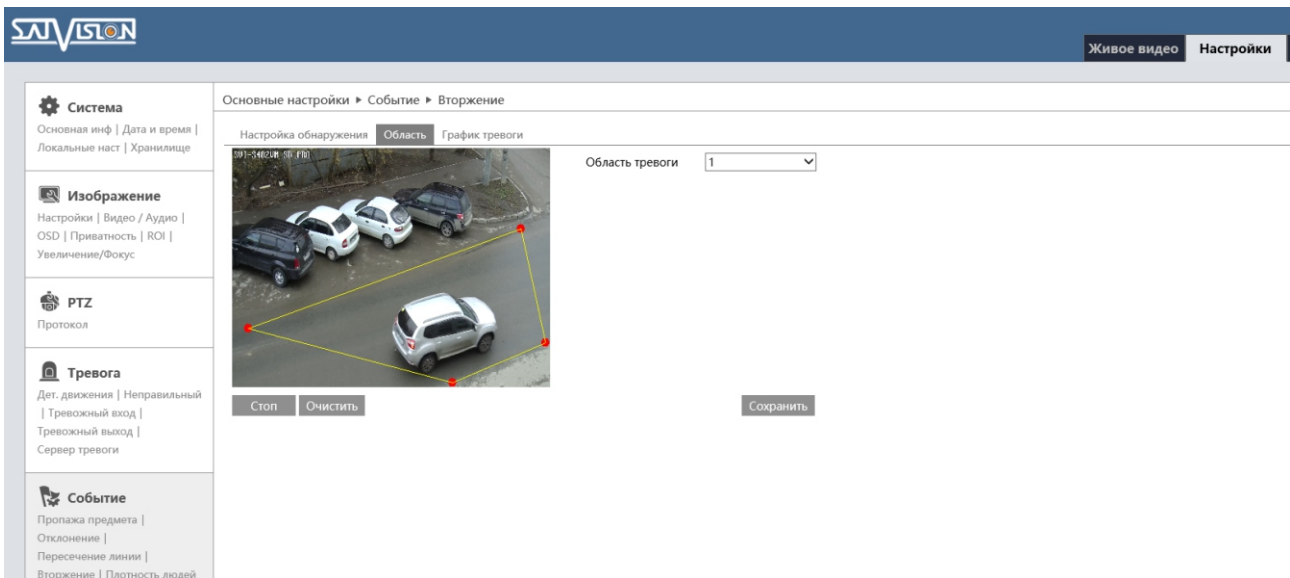 SATVISION
Живое видео
Настройки
Система
Основная инф | Дата и время |
Локальные наст | Хранилище
Изображение
Настройки | Видео / Аудио |
OSD | Приватность | ROI |
Увеличение/Фокус
PTZ
Протокол
Тревога
Дет. движения | Неправильный
| Тревожный вход |
Тревожный выход |
Сервер тревоги
Событие
Пропажа предмета |
Отклонение |
Пересечение линии |
Вторжение | Плотность людей
Основные настройки ▸ Событие ▸ Вторжение
Настройка обнаружения Область График тревоги
Область тревоги 1
Стоп Очистить Сохранить